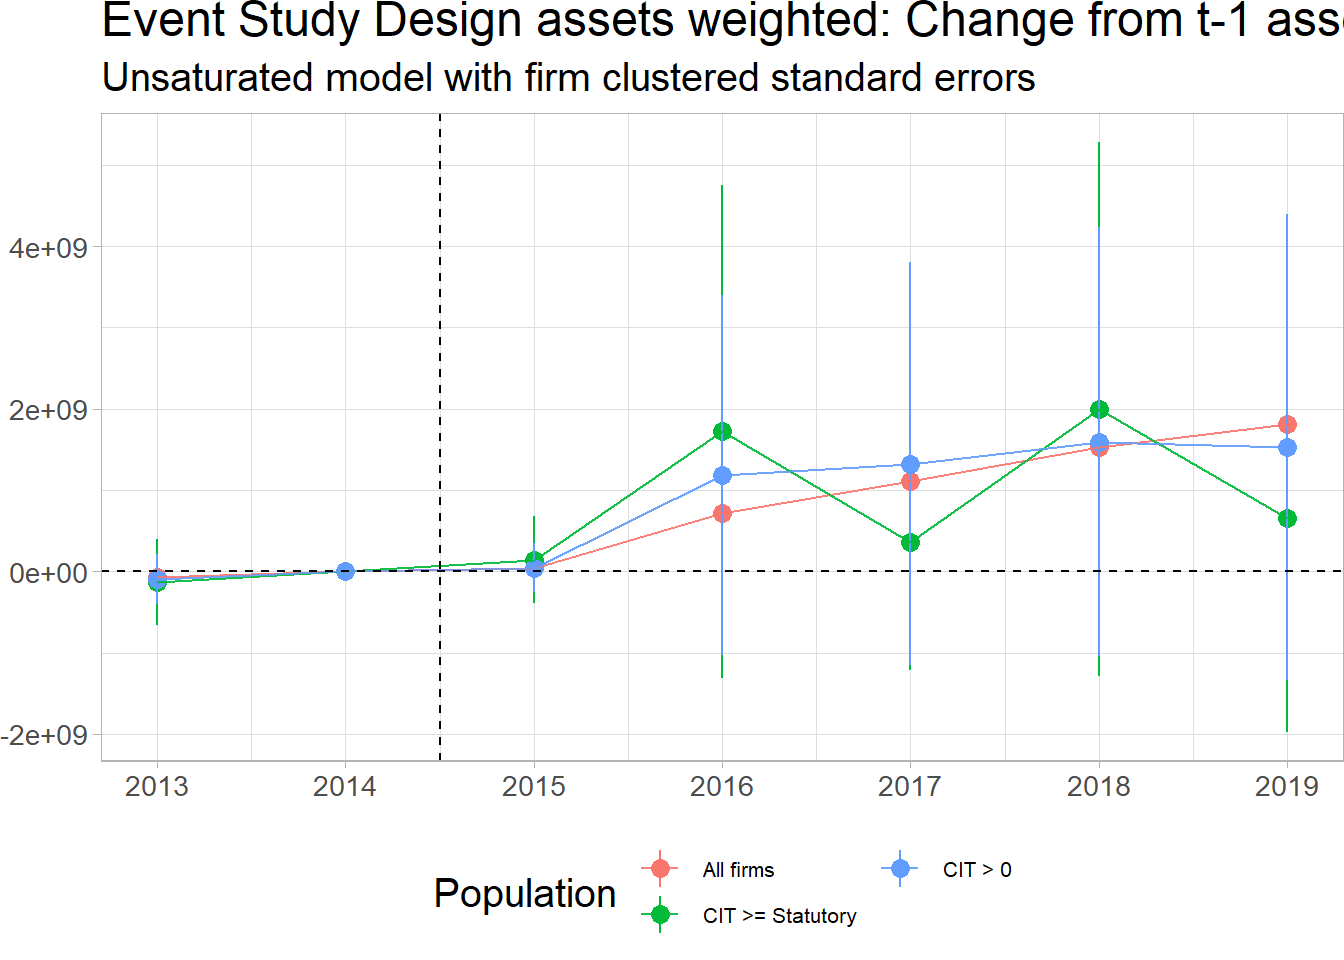 Event Study Design assets weighted: Change from t-1
Unsaturated model with firm clustered standard errors
4e+09
2e+09
0e+00
-2e+09
2013 2014 2015 2016 2017 2018 2019
Population
All firms
CIT > 0
CIT >= Statutory